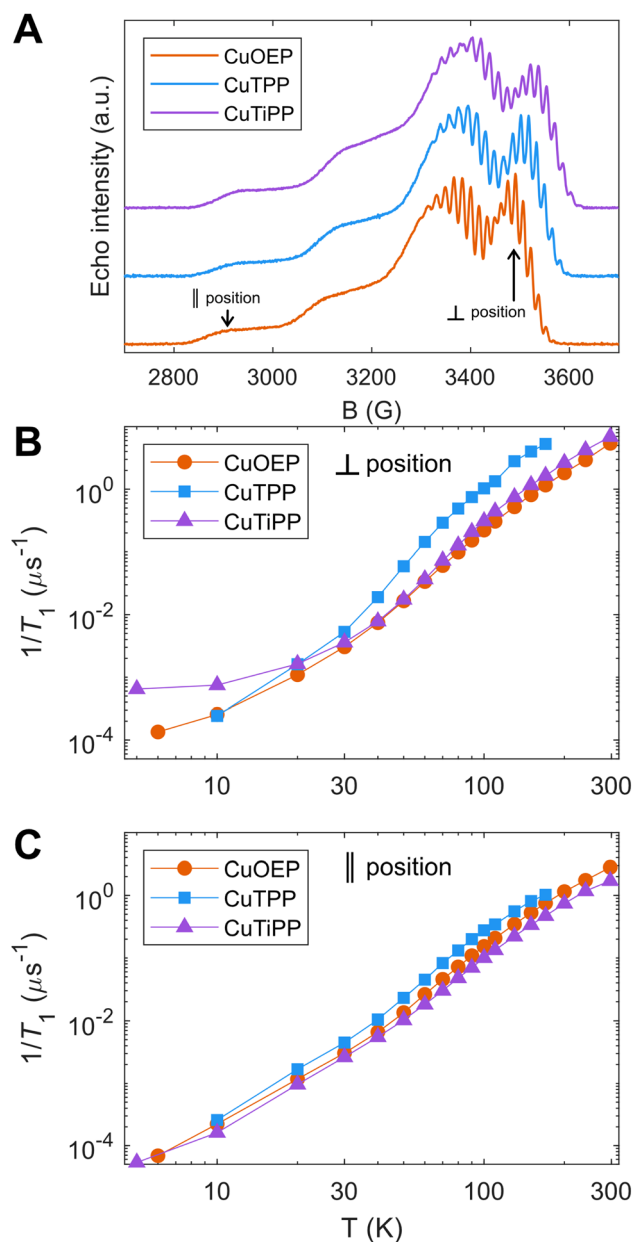 A
CuOEP
CuTPP
CuTiPP
Echo intensity (a.u.)
∥ position
⊥ position
2800 3000 3200 3400 3600
B (G)
B
CuOEP
CuTPP
CuTiPP
⊥ position
1/T₁ (μs⁻¹)
10⁰
10⁻²
10⁻⁴
10 30 100 300
C
CuOEP
CuTPP
CuTiPP
∥ position
1/T₁ (μs⁻¹)
10⁰
10⁻²
10⁻⁴
10 30 100 300
T (K)